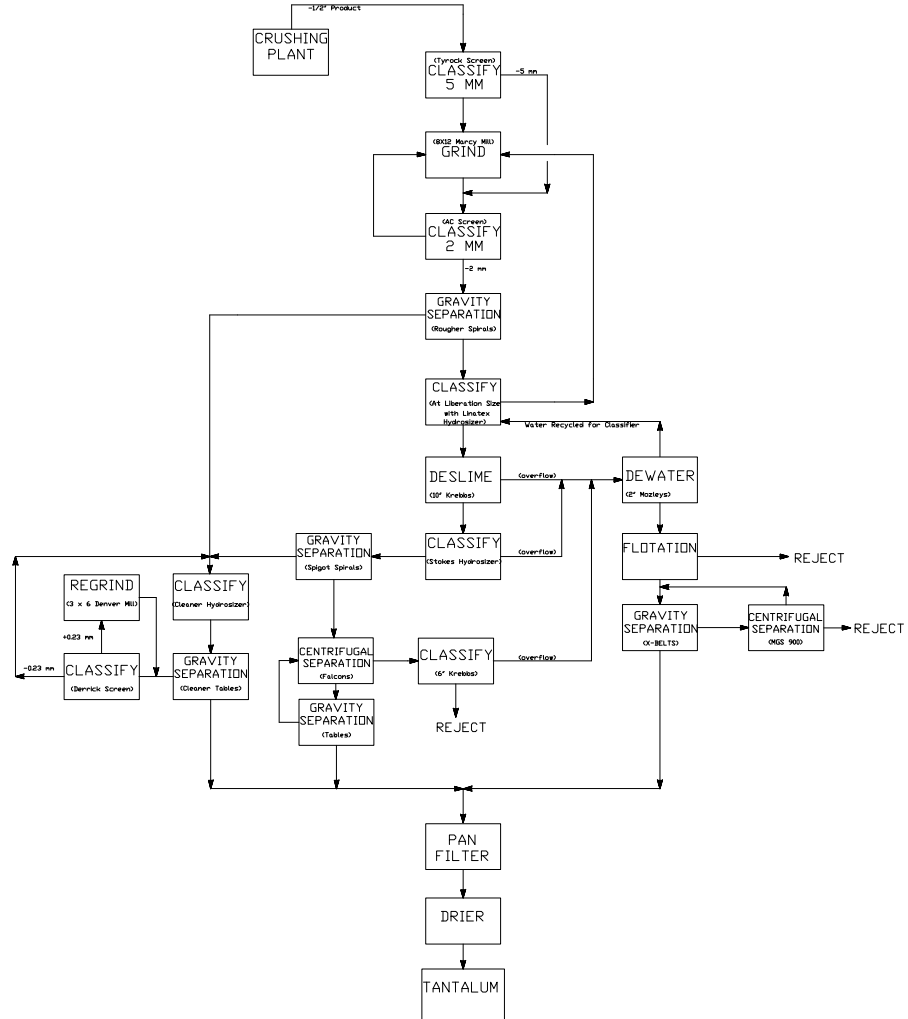 -1/2" Product
CRUSHING
PLANT
(Tyrock Screen)
CLASSIFY
5 MM
-5 mm
(8X12 Marcy Mill)
GRIND
(AC Screen)
CLASSIFY
2 MM
-2 mm
GRAVITY
SEPARATION
(Rougher Spirals)
CLASSIFY
(At Liberation Size
with Linatex
Hydrosizer)
Water Recycled for Classifier
DESLIME
(10" Krebbs)
(overflow)
DEWATER
(2" Mozleys)
GRAVITY
SEPARATION
(Spigot Spirals)
CLASSIFY
(Stokes Hydrosizer)
(overflow)
FLOTATION
REJECT
REGRIND
(3 x 6 Denver Mill)
CLASSIFY
(Cleaner Hydrosizer)
GRAVITY
SEPARATION
(X-BELTS)
CENTRIFUGAL
SEPARATION
(MGS 900)
REJECT
+0.23 mm
-0.23 mm
CLASSIFY
(Derrick Screen)
GRAVITY
SEPARATION
(Cleaner Tables)
CENTRIFUGAL
SEPARATION
(Falcons)
CLASSIFY
(6" Krebbs)
(overflow)
GRAVITY
SEPARATION
(Tables)
REJECT
PAN
FILTER
DRIER
TANTALUM